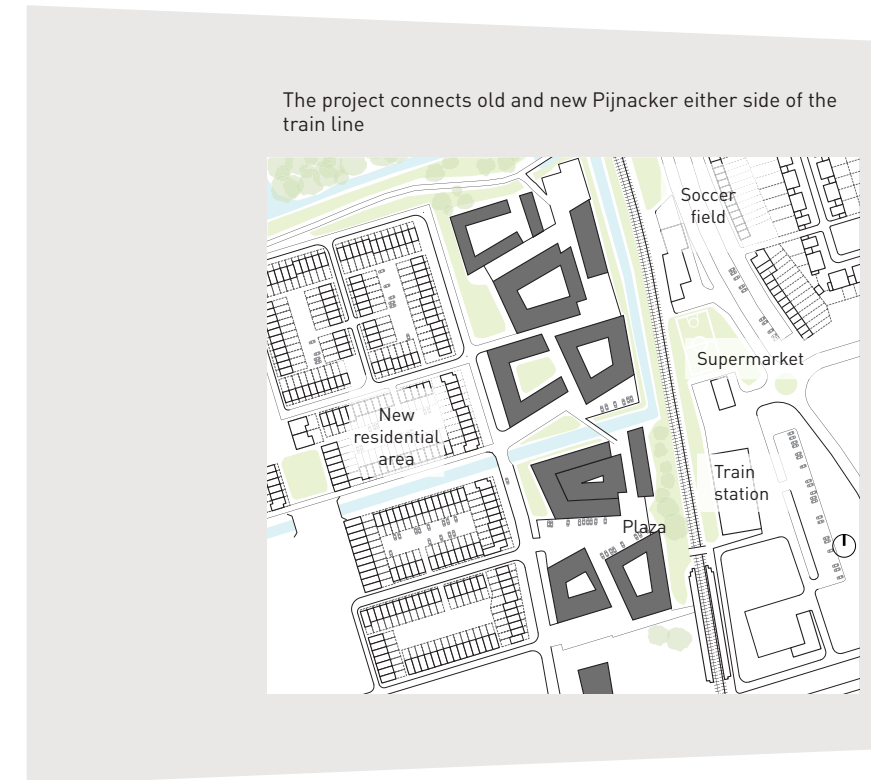 The project connects old and new Pijnacker either side of the
train line
Soccer
field
Supermarket
New
residential
area
Train
station
Plaza